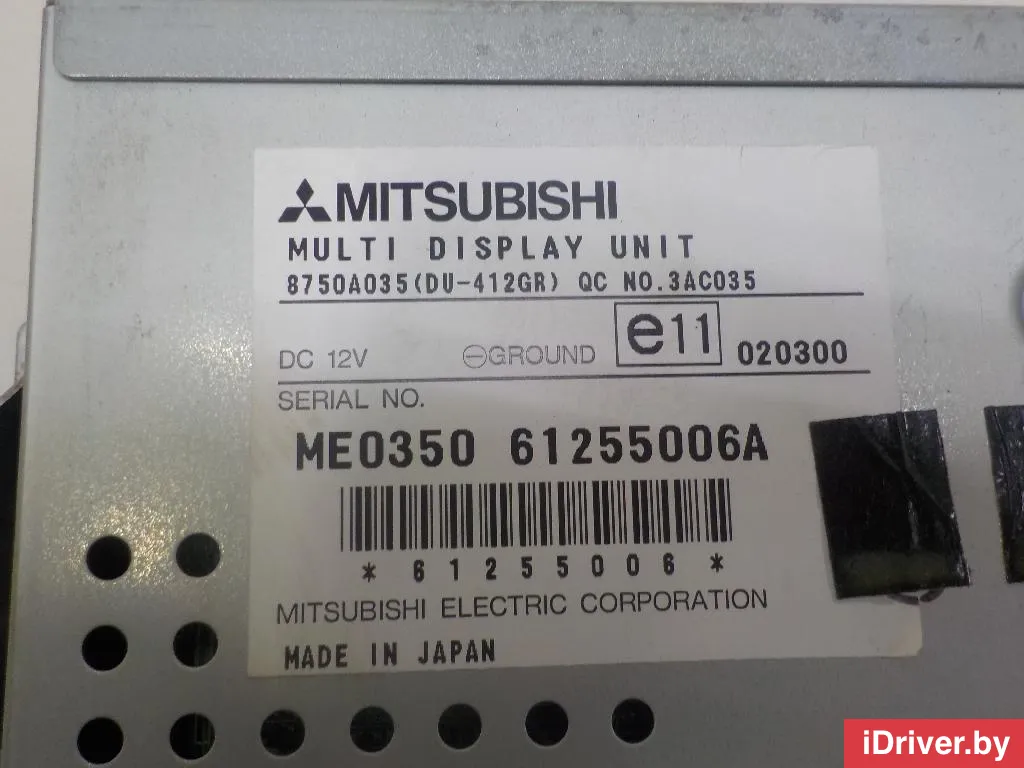 MITSUBISHI
MULTI DISPLAY UNIT
8750A035(DU-412GR) QC NO.3AC035
DC 12V ⊖GROUND e11 020300
SERIAL NO.
ME0350 61255006A
*61255006*
MITSUBISHI ELECTRIC CORPORATION
MADE IN JAPAN
iDriver.by